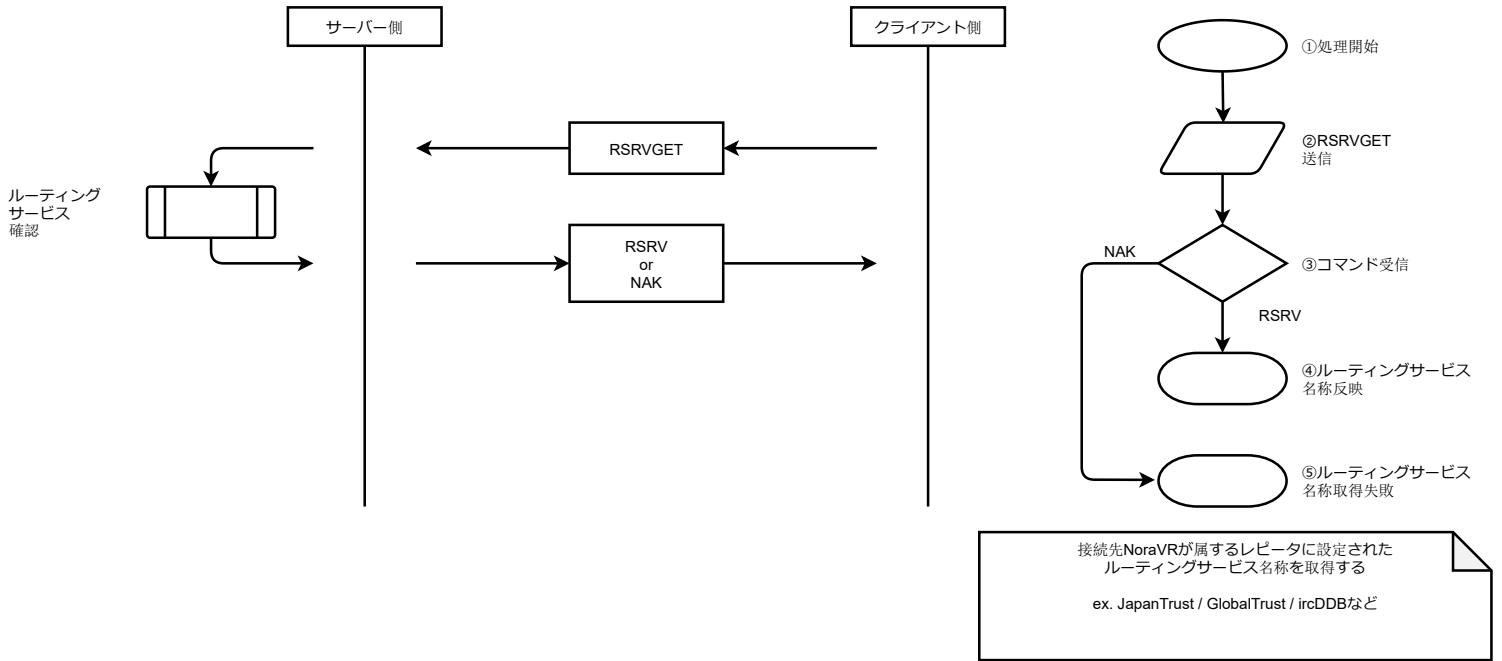 サーバー側
クライアント側
①処理開始
RSRVGET
②RSRVGET
送信
ルーティング
サービス
確認
RSRV
or
NAK
NAK
③コマンド受信
RSRV
④ルーティングサービス
名称反映
⑤ルーティングサービス
名称取得失敗
接続先NoraVRが属するレピータに設定された
ルーティングサービス名称を取得する
ex. JapanTrust / GlobalTrust / ircDDBなど